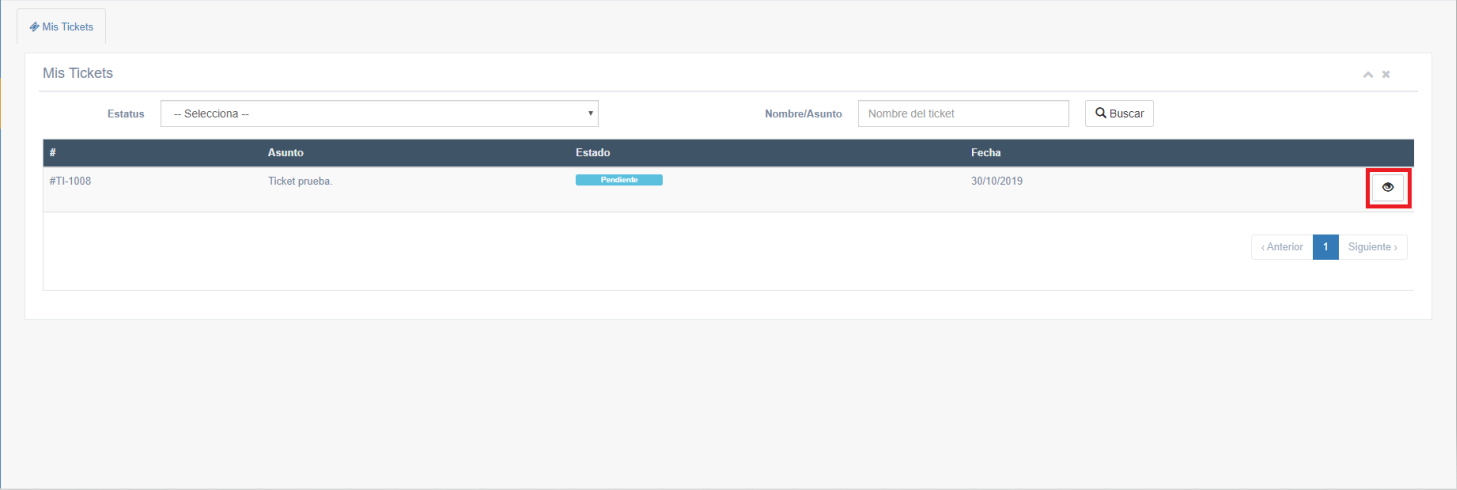 Mis Tickets
Mis Tickets
Estatus -- Selecciona -- Nombre/Asunto Nombre del ticket Buscar
# Asunto Estado Fecha
#TI-1008 Ticket prueba. Pendiente 30/10/2019
‹ Anterior 1 Siguiente ›